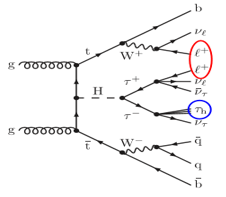 b
ν_ℓ
W⁺
ℓ⁺
t
g
τ⁺
ℓ⁺
ν_ℓ
ν̄_τ
H
τ⁻
τ_h
ν_τ
g
t̄
W⁻
q̄
q
b̄